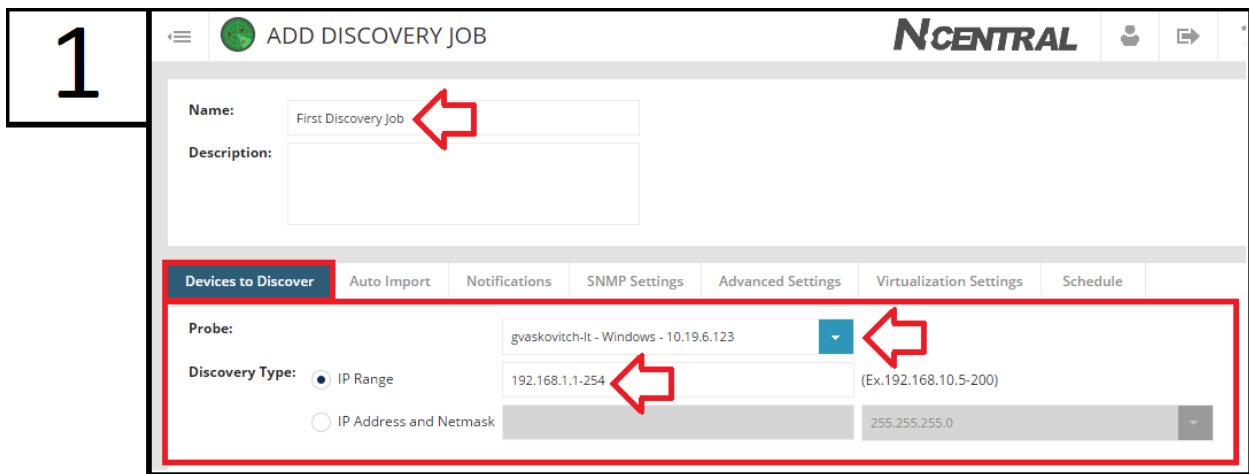 1
ADD DISCOVERY JOB
NCENTRAL
Name:
First Discovery Job
Description:
Devices to Discover Auto Import Notifications SNMP Settings Advanced Settings Virtualization Settings Schedule
Probe:
gvaskovitch-lt - Windows - 10.19.6.123
Discovery Type: IP Range 192.168.1.1-254 (Ex.192.168.10.5-200)
IP Address and Netmask 255.255.255.0